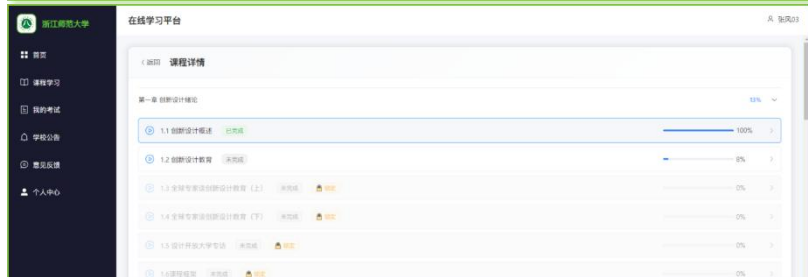 浙江师范大学
在线学习平台
张凤03
首页
课程学习
我的考试
学校公告
意见反馈
个人中心
〈返回 课程详情
第一章 创新设计绪论
1.1 创新设计概述 已完成 100%
1.2 创新设计教育 未完成 8%
1.3 全球专家谈创新设计教育（上） 未完成 锁定 0%
1.4 全球专家谈创新设计教育（下） 未完成 锁定 0%
1.5 设计开放大学专访 未完成 锁定 0%
1.6课程框架 未完成 锁定 0%